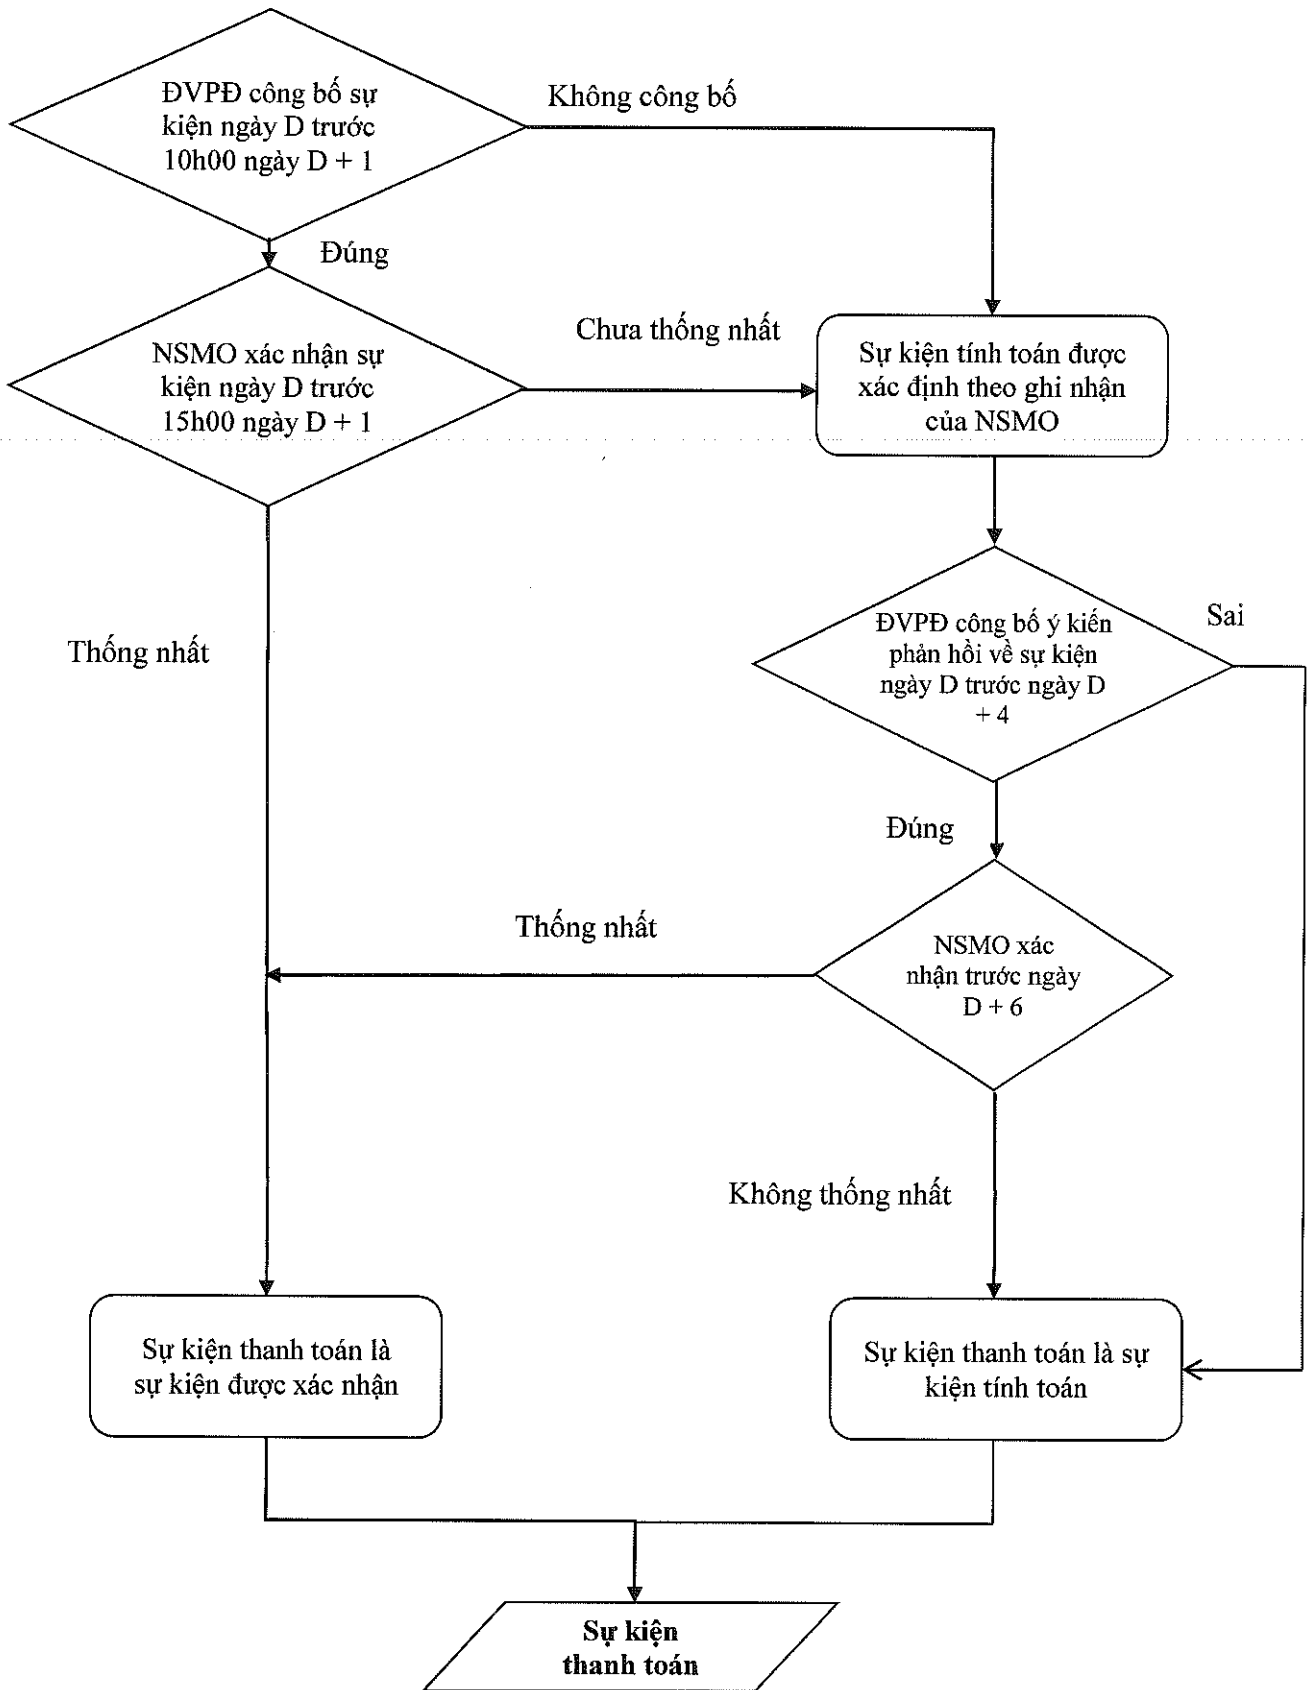 ĐVPĐ công bố sự
kiện ngày D trước
10h00 ngày D + 1
Không công bố
Đúng
NSMO xác nhận sự
kiện ngày D trước
15h00 ngày D + 1
Chưa thống nhất
Sự kiện tính toán được
xác định theo ghi nhận
của NSMO
Thống nhất
ĐVPĐ công bố ý kiến
phản hồi về sự kiện
ngày D trước ngày D
+ 4
Sai
Đúng
Thống nhất
NSMO xác
nhận trước ngày
D + 6
Không thống nhất
Sự kiện thanh toán là
sự kiện được xác nhận
Sự kiện thanh toán là sự
kiện tính toán
Sự kiện
thanh toán